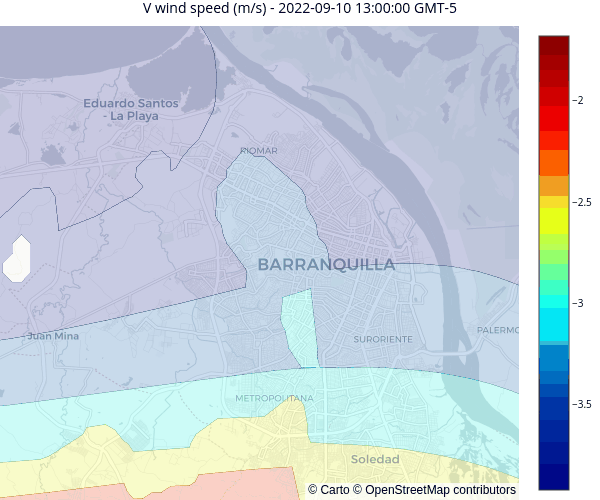 V wind speed (m/s) - 2022-09-10 13:00:00 GMT-5
Eduardo Santos
- La Playa
RIOMAR
BARRANQUILLA
Juan Mina
SURORIENTE
PALERMO
METROPOLITANA
Soledad
© Carto © OpenStreetMap contributors
−2
−2.5
−3
−3.5